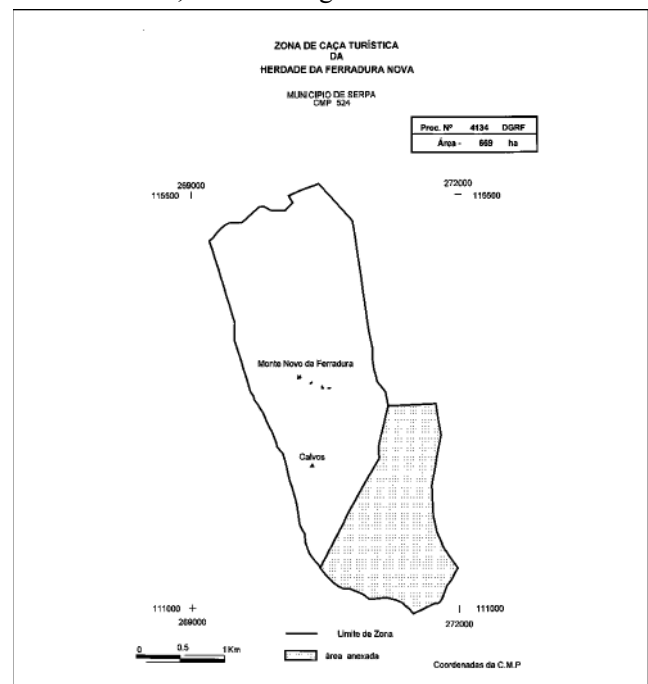 ZONA DE CAÇA TURÍSTICA
DA
HERDADE DA FERRADURA NOVA
MUNICIPIO DE SERPA
CMP 524
Proc. Nº 4134 DGRF
Área - 669 ha
269000
115500
272000
115500
Monte Novo da Ferradura
Calvos
111000
269000
111000
272000
0 0.5 1Km
Limite de Zona
área anexada
Coordenadas da C.M.P